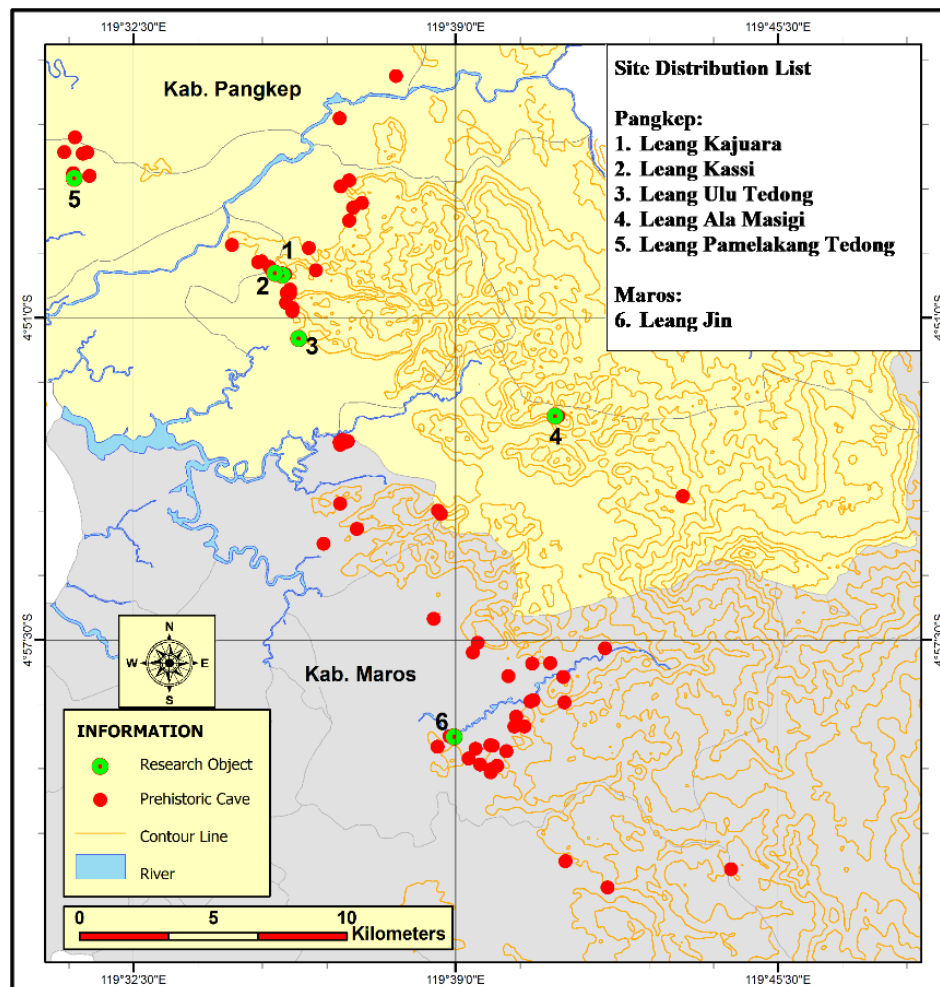 119°32'30"E
119°39'0"E
119°45'30"E
Kab. Pangkep
Site Distribution List
Pangkep:
1. Leang Kajuara
2. Leang Kassi
3. Leang Ulu Tedong
4. Leang Ala Masigi
5. Leang Pamelakang Tedong
Maros:
6. Leang Jin
5
1
2
3
4
4°51'0"S
4°51'0"S
4°57'30"S
4°57'30"S
N
W
E
S
Kab. Maros
6
INFORMATION
Research Object
Prehistoric Cave
Contour Line
River
0
5
10
Kilometers
119°32'30"E
119°39'0"E
119°45'30"E